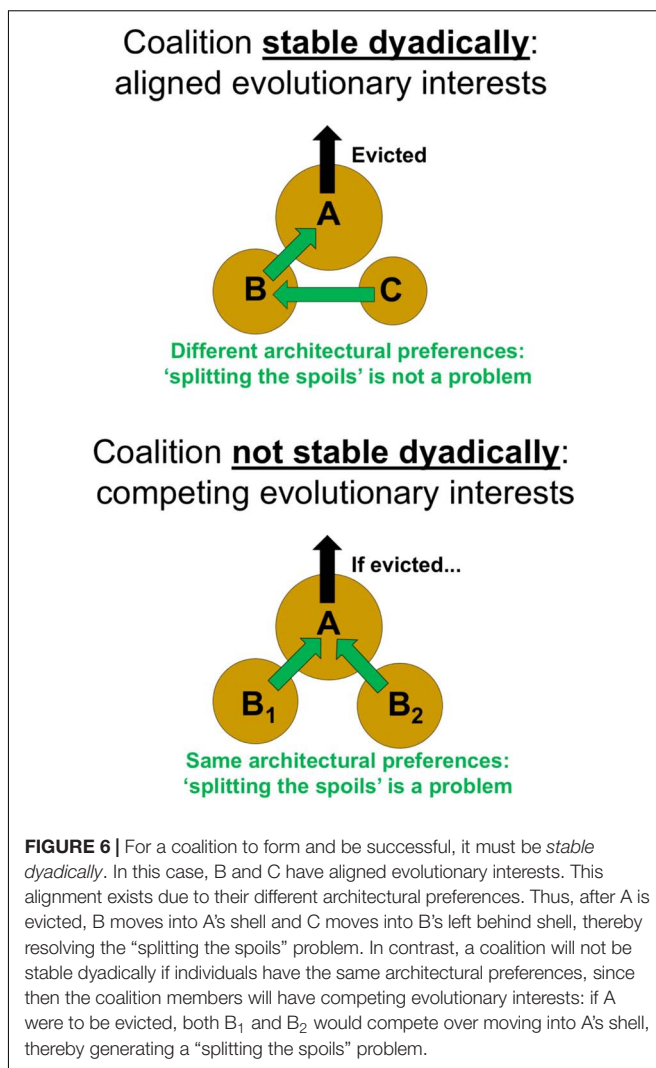 Coalition stable dyadically:
aligned evolutionary interests
Evicted
A
B
C
Different architectural preferences:
'splitting the spoils' is not a problem
Coalition not stable dyadically:
competing evolutionary interests
If evicted...
A
B₁
B₂
Same architectural preferences:
'splitting the spoils' is a problem
FIGURE 6 | For a coalition to form and be successful, it must be stable
dyadically. In this case, B and C have aligned evolutionary interests. This
alignment exists due to their different architectural preferences. Thus, after A is
evicted, B moves into A's shell and C moves into B's left behind shell, thereby
resolving the “splitting the spoils” problem. In contrast, a coalition will not be
stable dyadically if individuals have the same architectural preferences, since
then the coalition members will have competing evolutionary interests: if A
were to be evicted, both B₁ and B₂ would compete over moving into A's shell,
thereby generating a “splitting the spoils” problem.